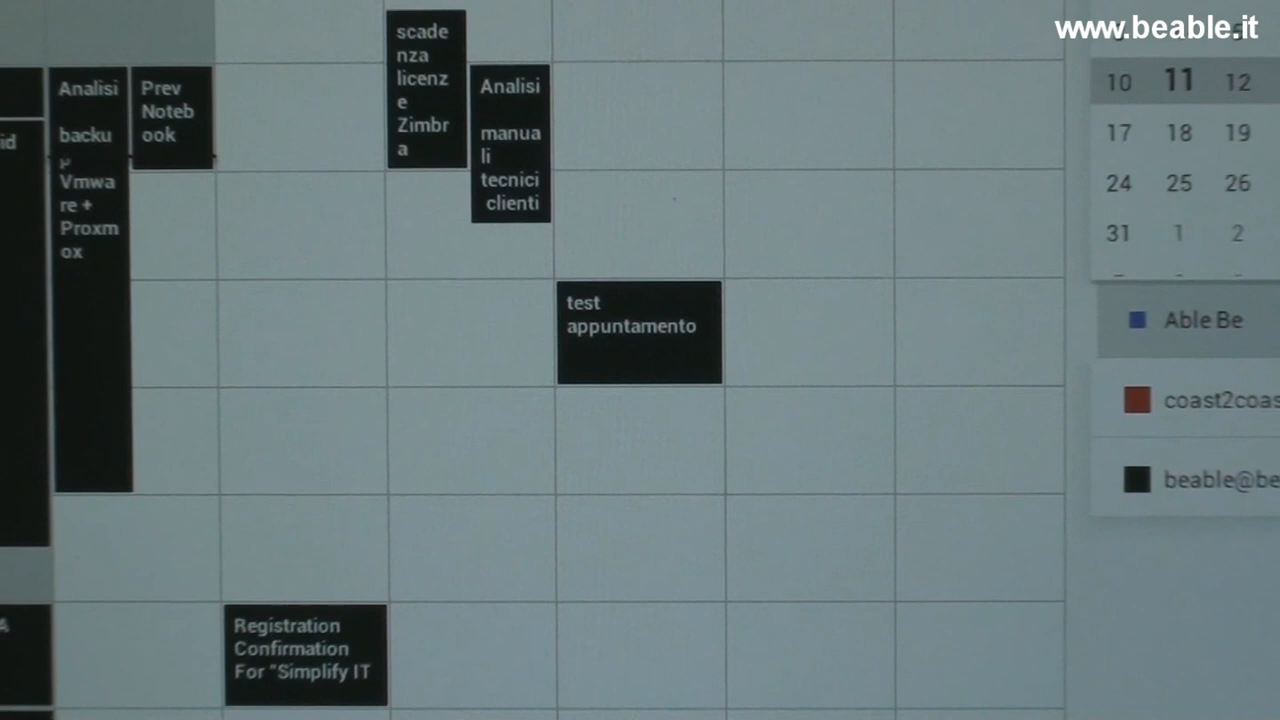 www.beable.it
scade
nza
licenz
e
Zimbr
a
Analisi
manua
li
tecnici
clienti
Analisi
backu
p
Vmwa
re +
Proxm
ox
Prev
Noteb
ook
id
test
appuntamento
A
Registration
Confirmation
For "Simplify IT
10 11 12
17 18 19
24 25 26
31 1 2
Able Be
coast2coas
beable@be